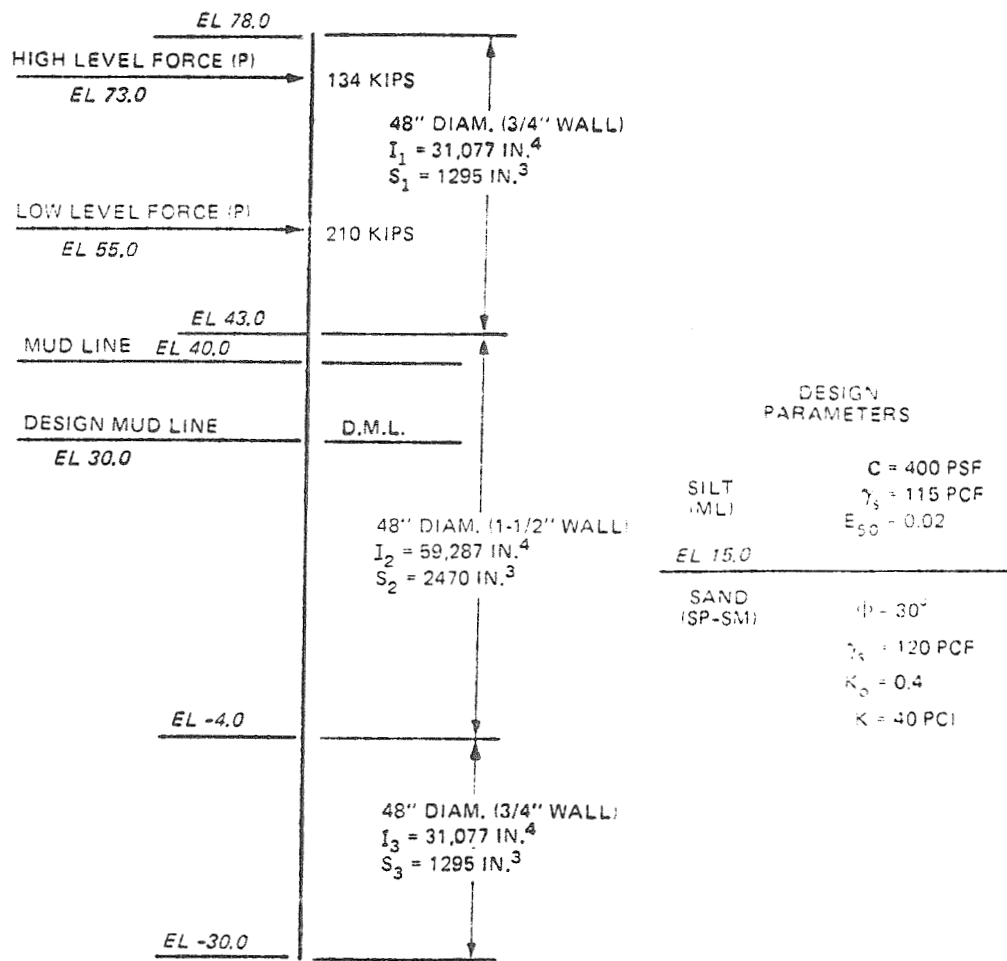 EL 78.0
HIGH LEVEL FORCE (P)
134 KIPS
EL 73.0
48" DIAM. (3/4" WALL)
I₁ = 31,077 IN.⁴
S₁ = 1295 IN.³
LOW LEVEL FORCE (P)
210 KIPS
EL 55.0
EL 43.0
MUD LINE EL 40.0
DESIGN MUD LINE
D.M.L.
EL 30.0
48" DIAM. (1-1/2" WALL)
I₂ = 59,287 IN.⁴
S₂ = 2470 IN.³
EL -4.0
48" DIAM. (3/4" WALL)
I₃ = 31,077 IN.⁴
S₃ = 1295 IN.³
EL -30.0
DESIGN
PARAMETERS
SILT
(ML)
C = 400 PSF
γₛ = 115 PCF
E₅₀ = 0.02
EL 15.0
SAND
(SP-SM)
Φ = 30°
γₛ = 120 PCF
K₀ = 0.4
K = 40 PCI